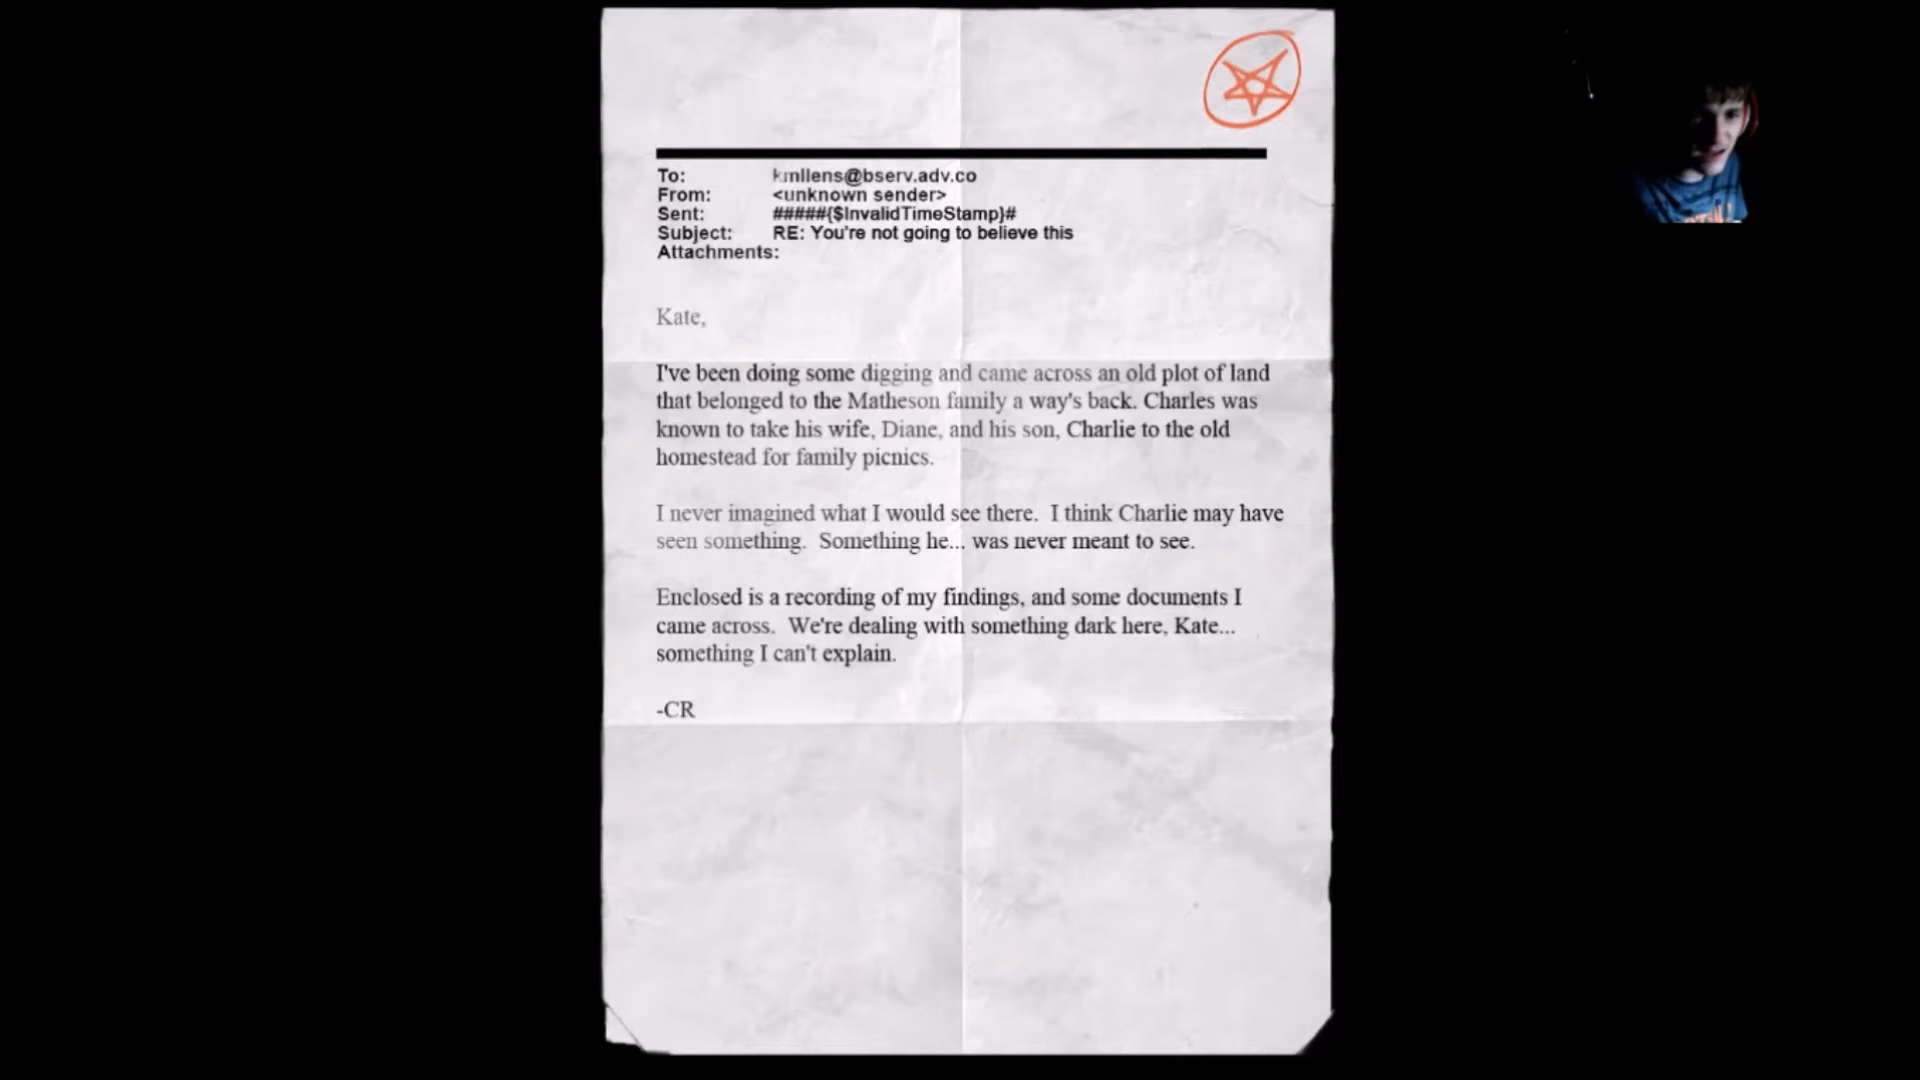 To: kmllens@bserv.adv.co
From: <unknown sender>
Sent: #####{$InvalidTimeStamp}#
Subject: RE: You're not going to believe this
Attachments:
Kate,
I've been doing some digging and came across an old plot of land
that belonged to the Matheson family a way's back. Charles was
known to take his wife, Diane, and his son, Charlie to the old
homestead for family picnics.
I never imagined what I would see there. I think Charlie may have
seen something. Something he... was never meant to see.
Enclosed is a recording of my findings, and some documents I
came across. We're dealing with something dark here, Kate...
something I can't explain.
-CR